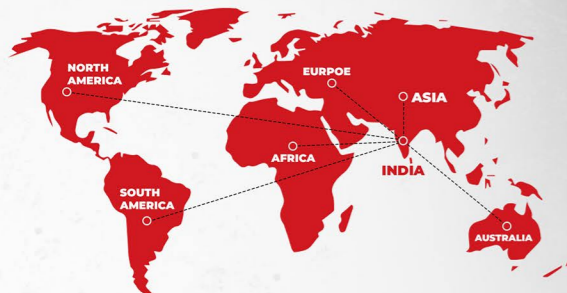 NORTH
AMERICA
EURPOE
ASIA
AFRICA
INDIA
SOUTH
AMERICA
AUSTRALIA